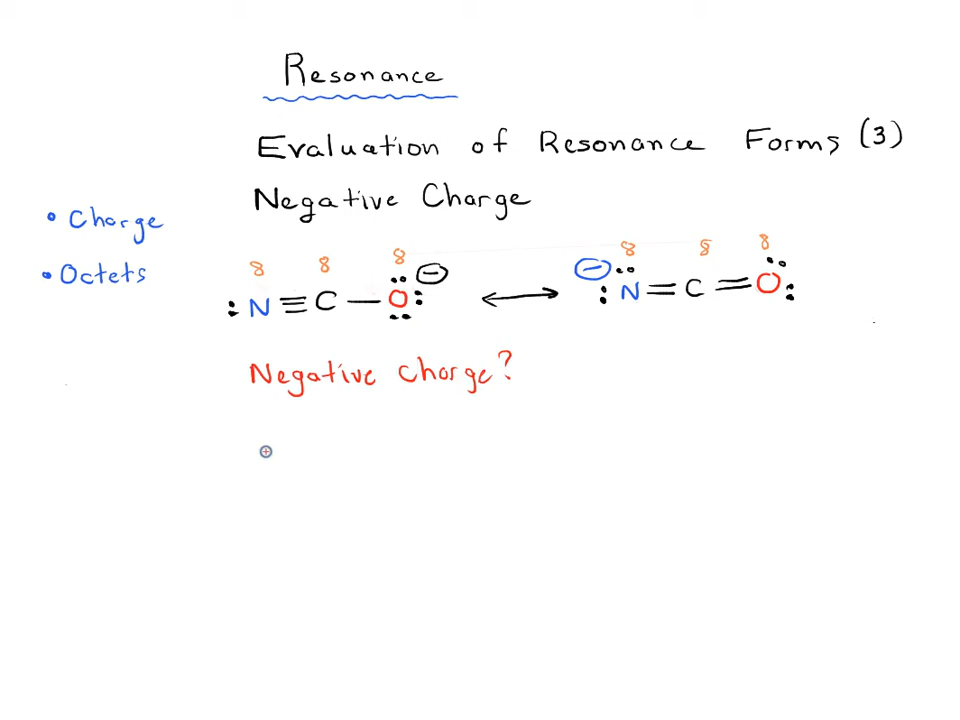 Resonance
Evaluation of Resonance Forms (3)
Negative Charge
• Charge
• Octets
8 8 8 8 8 8
:N≡C—O: ⊖ ↔ ⊖ :N=C=O:
Negative charge?